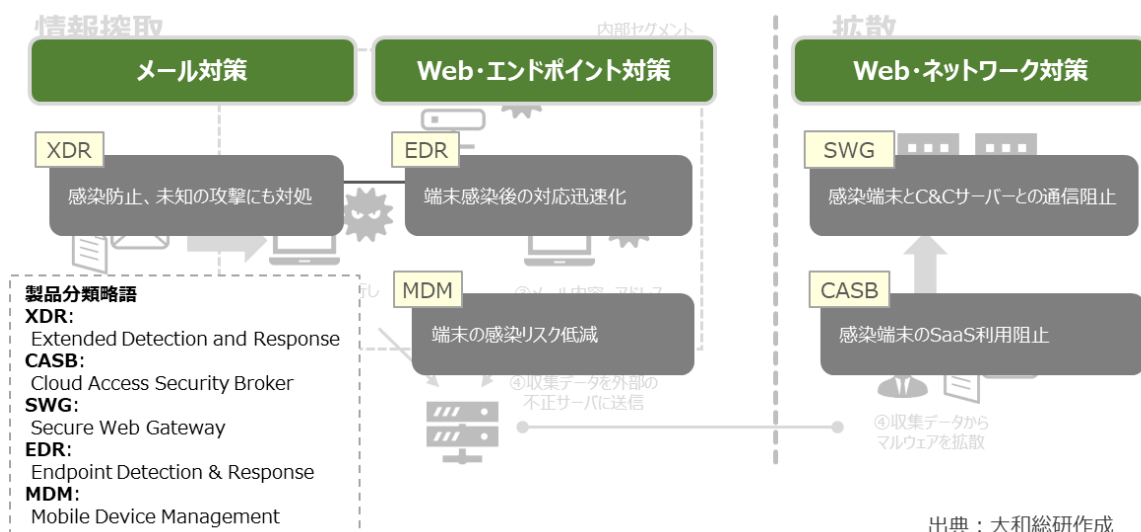 情報搾取
内部セグメント
拡散
メール対策
Web・エンドポイント対策
Web・ネットワーク対策
XDR
感染防止、未知の攻撃にも対処
EDR
端末感染後の対応迅速化
SWG
感染端末とC&Cサーバーとの通信阻止
MDM
端末の感染リスク低減
CASB
感染端末のSaaS利用阻止
④収集データを外部の
不正サーバに送信
④収集データから
マルウェアを拡散
製品分類略語
XDR:
Extended Detection and Response
CASB:
Cloud Access Security Broker
SWG:
Secure Web Gateway
EDR:
Endpoint Detection & Response
MDM:
Mobile Device Management
出典：大和総研作成